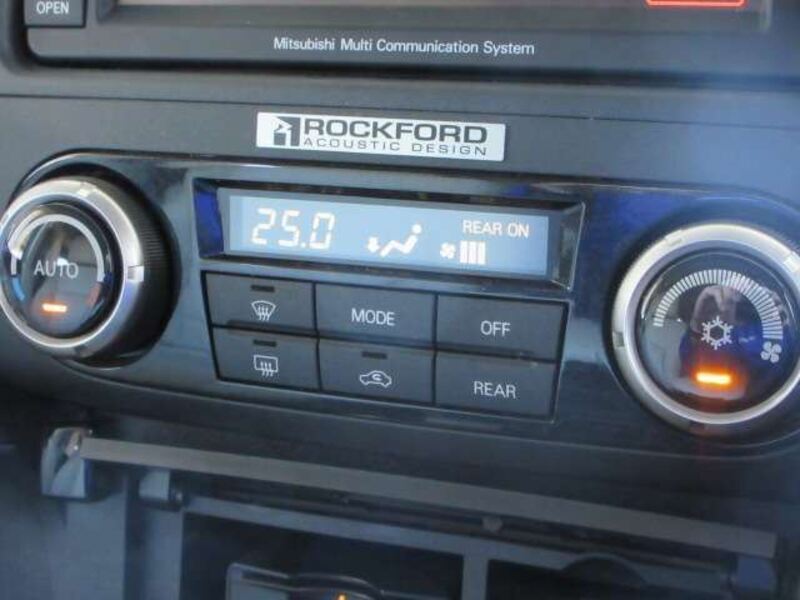 OPEN
Mitsubishi Multi Communication System
ROCKFORD
ACOUSTIC DESIGN
25.0
REAR ON
AUTO
MODE
OFF
REAR